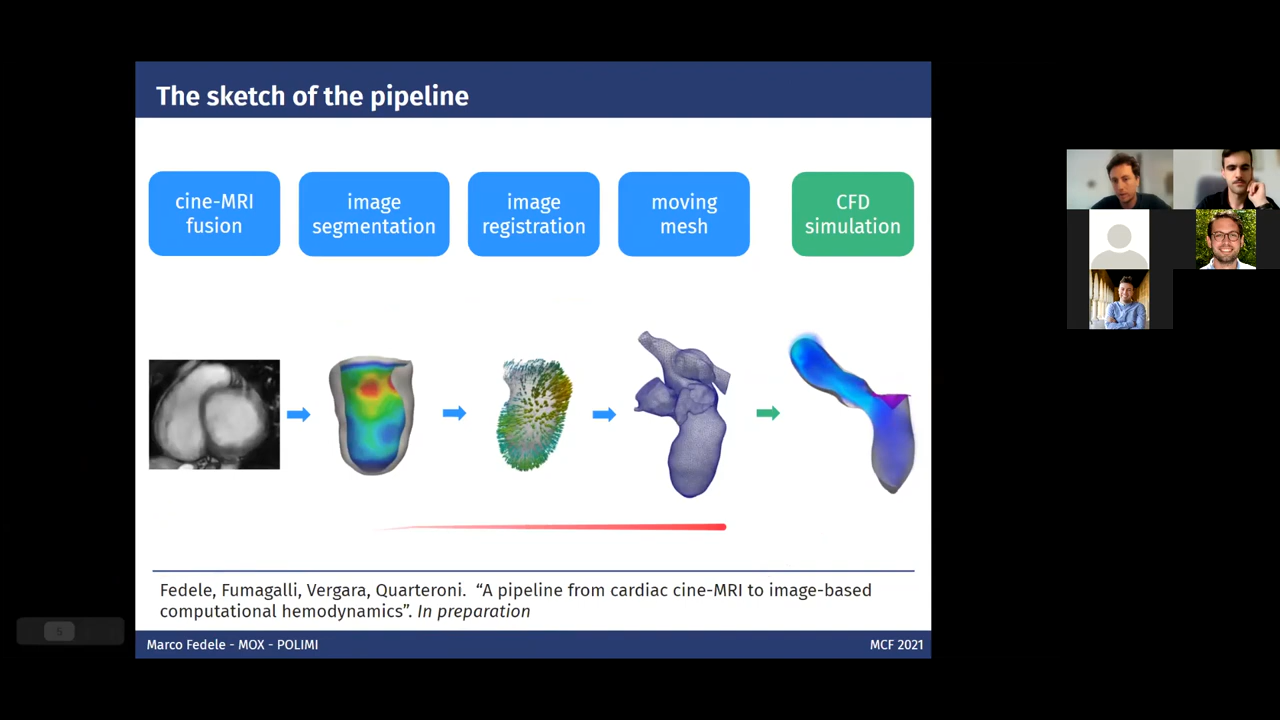 The sketch of the pipeline
cine-MRI
fusion
image
segmentation
image
registration
moving
mesh
CFD
simulation
Fedele, Fumagalli, Vergara, Quarteroni. “A pipeline from cardiac cine-MRI to image-based
computational hemodynamics”. In preparation
Marco Fedele - MOX - POLIMI
MCF 2021